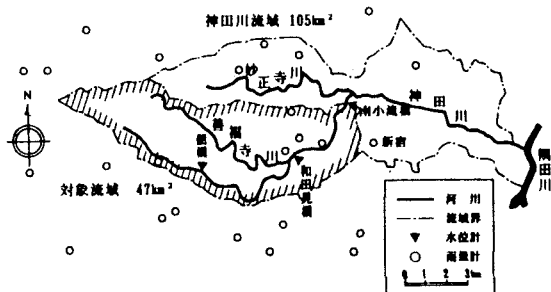 神田川流域 105km²
妙正寺川
神田川
南小滝橋
善福寺川
N
新宿
隅田川
和田見橋
対象流域 47km²
河川
流域界
水位計
雨量計
0 1 2 3km